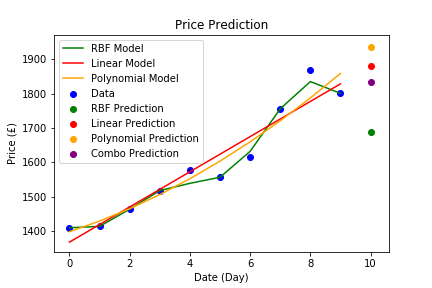 Price Prediction
RBF Model
Linear Model
Polynomial Model
Data
RBF Prediction
Linear Prediction
Polynomial Prediction
Combo Prediction
Price (£)
1900
1800
1700
1600
1500
1400
0 2 4 6 8 10
Date (Day)